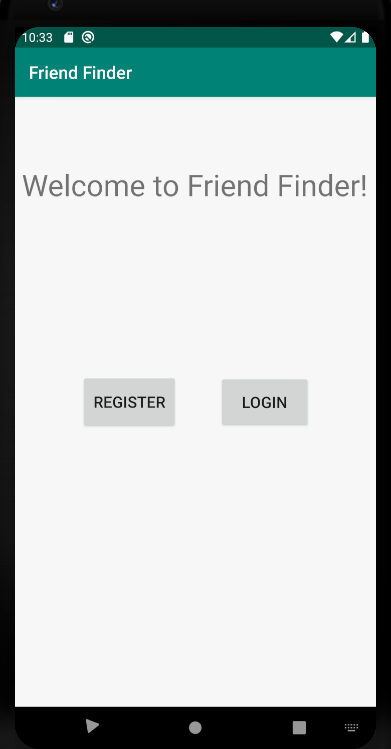 10:33
Friend Finder
Welcome to Friend Finder!
REGISTER LOGIN